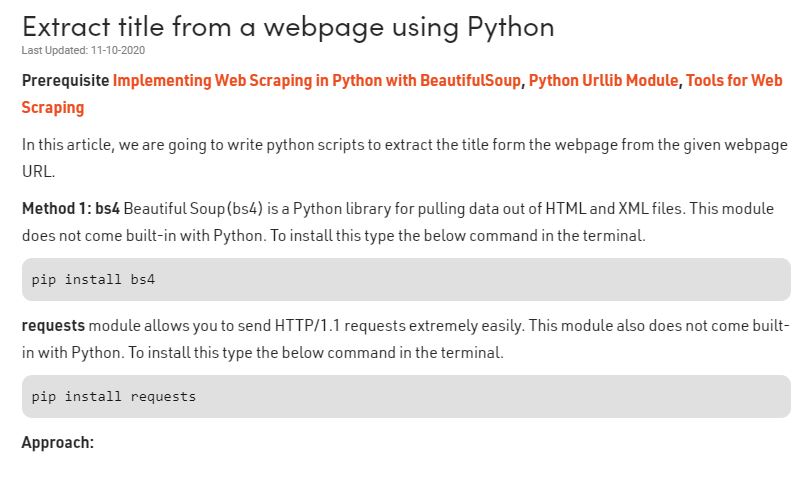 Extract title from a webpage using Python
Last Updated: 11-10-2020
Prerequisite Implementing Web Scraping in Python with BeautifulSoup, Python Urllib Module, Tools for Web
Scraping
In this article, we are going to write python scripts to extract the title form the webpage from the given webpage
URL.
Method 1: bs4 Beautiful Soup(bs4) is a Python library for pulling data out of HTML and XML files. This module
does not come built-in with Python. To install this type the below command in the terminal.
pip install bs4
requests module allows you to send HTTP/1.1 requests extremely easily. This module also does not come built-
in with Python. To install this type the below command in the terminal.
pip install requests
Approach: